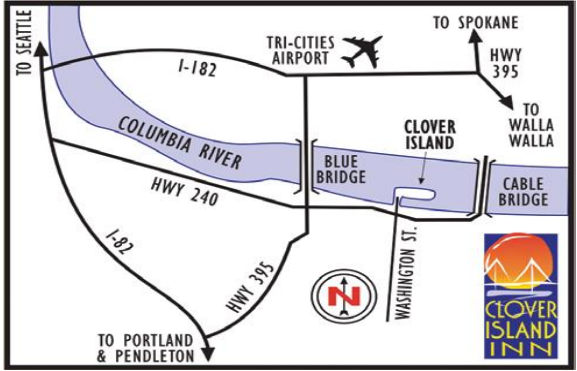 TO SEATTLE
I-182
TRI-CITIES
AIRPORT
TO SPOKANE
HWY
395
TO
WALLA
WALLA
COLUMBIA RIVER
BLUE
BRIDGE
CLOVER
ISLAND
CABLE
BRIDGE
HWY 240
I-82
HWY 395
WASHINGTON ST.
N
TO PORTLAND
& PENDLETON
CLOVER
ISLAND
INN